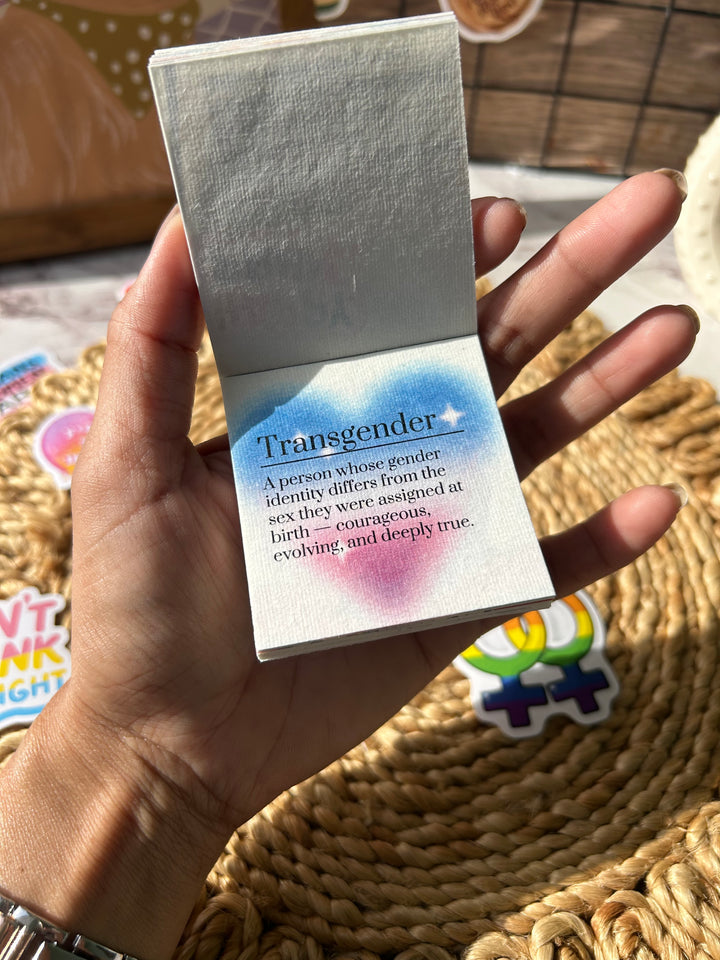 Transgender
A person whose gender
identity differs from the
sex they were assigned at
birth — courageous,
evolving, and deeply true.